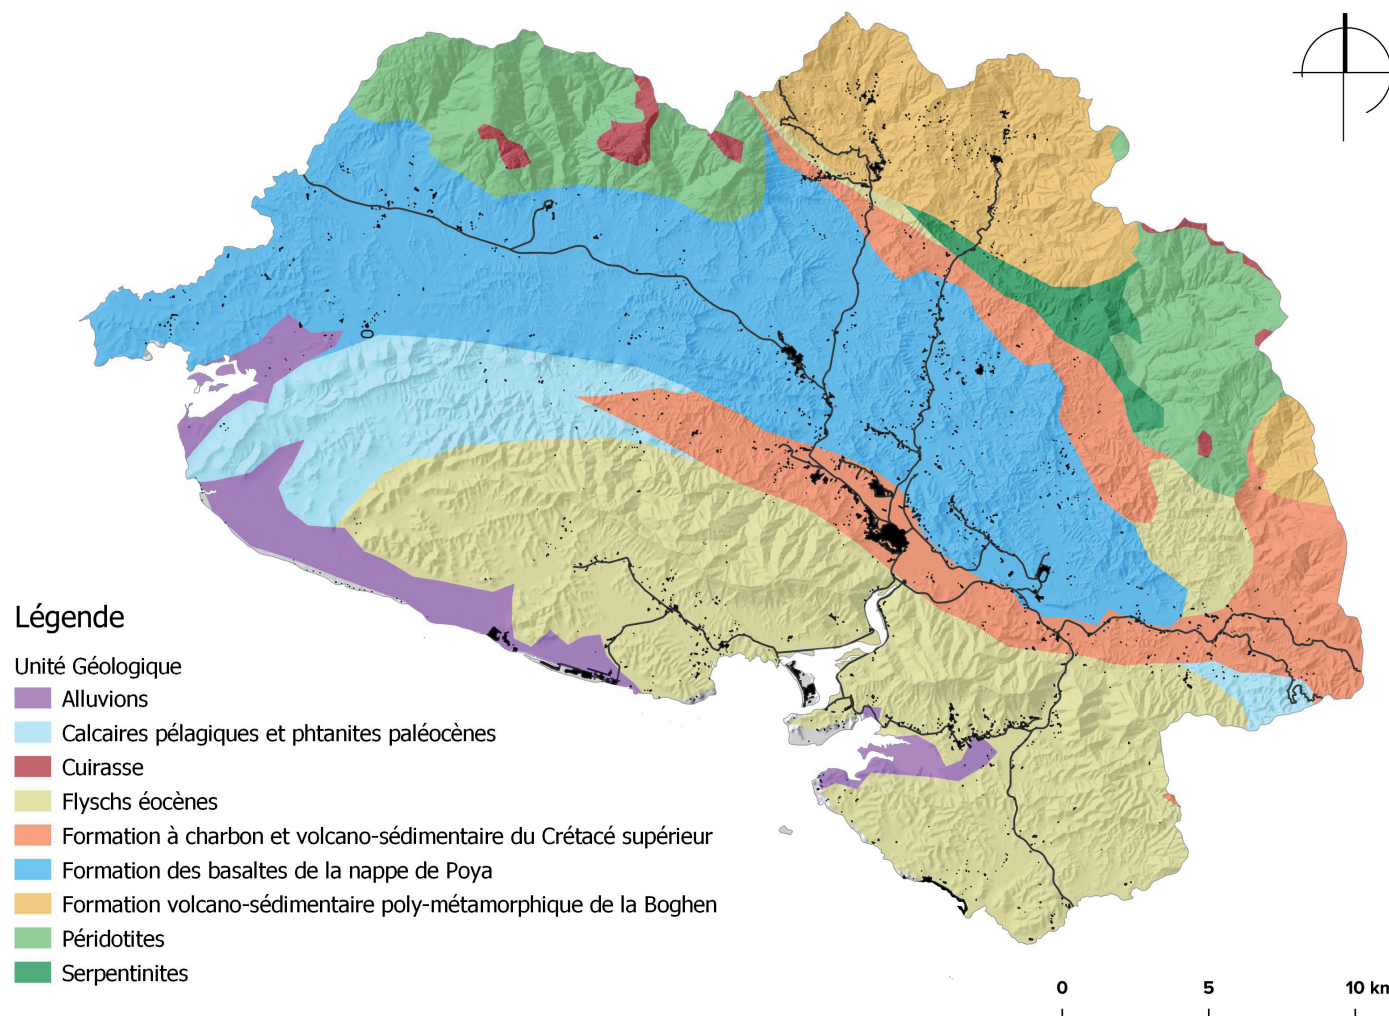 Légende
Unité Géologique
Alluvions
Calcaires pélagiques et phtanites paléocènes
Cuirasse
Flyschs éocènes
Formation à charbon et volcano-sédimentaire du Crétacé supérieur
Formation des basaltes de la nappe de Poya
Formation volcano-sédimentaire poly-métamorphique de la Boghen
Péridotites
Serpentinites
0 5 10 km